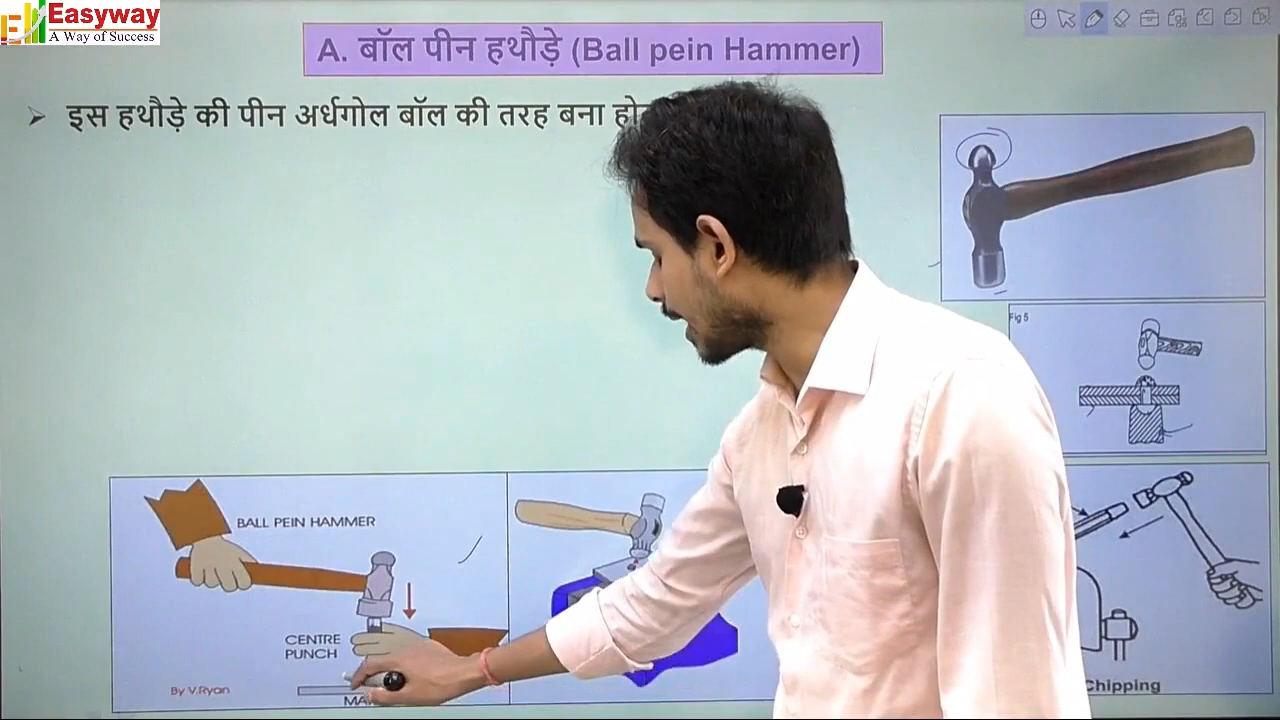 Easyway
A Way of Success
A. बॉल पीन हथौड़े (Ball pein Hammer)
➢ इस हथौड़े की पीन अर्धगोल बॉल की तरह बना
Fig 5
BALL PEIN HAMMER
CENTRE
PUNCH
By V.Ryan
Chipping